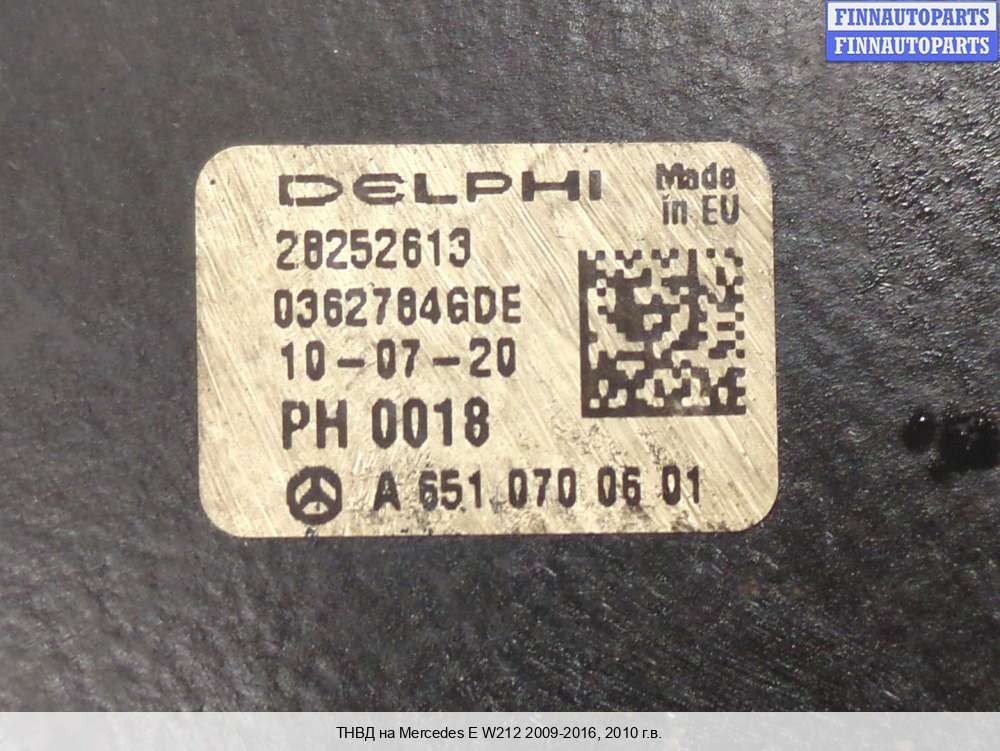 FINNAUTOPARTS
FINNAUTOPARTS
DELPHI
Made
in EU
28252613
0362784GDE
10-07-20
PH 0018
A 651 070 06 01
ТНВД на Mercedes E W212 2009-2016, 2010 г.в.